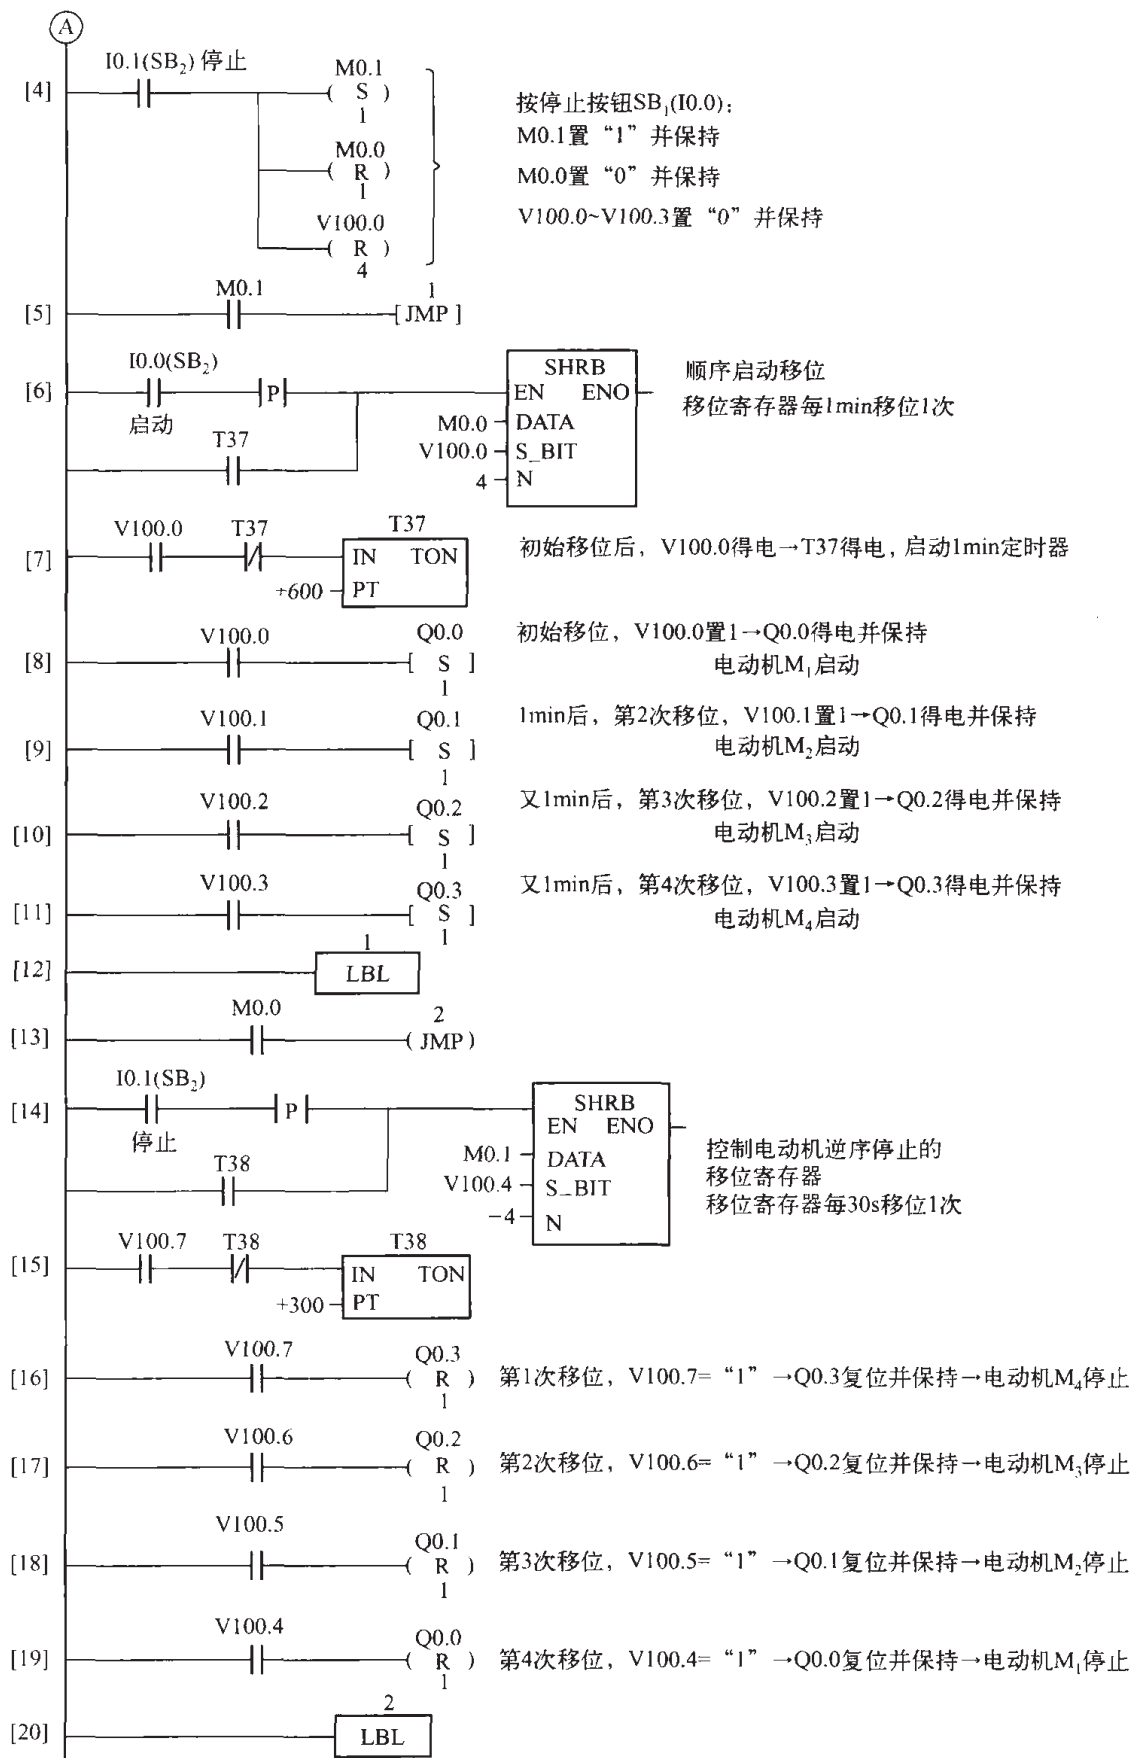 A
[4]
I0.1(SB2) 停止
M0.1
( S )
1
M0.0
( R )
1
V100.0
( R )
4
按停止按钮SB1(I0.0):
M0.1置“1”并保持
M0.0置“0”并保持
V100.0~V100.3置“0”并保持
[5]
M0.1
1
[JMP]
[6]
I0.0(SB2)
P
启动
T37
SHRB
EN ENO
M0.0 DATA
V100.0 S_BIT
4 N
顺序启动移位
移位寄存器每1min移位1次
[7]
V100.0 T37 T37
IN TON
+600 PT
初始移位后，V100.0得电→T37得电, 启动1min定时器
[8]
V100.0 Q0.0
[ S ]
1
初始移位，V100.0置1→Q0.0得电并保持
电动机M1启动
[9]
V100.1 Q0.1
[ S ]
1
1min后，第2次移位，V100.1置1→Q0.1得电并保持
电动机M2启动
[10]
V100.2 Q0.2
[ S ]
1
又1min后，第3次移位，V100.2置1→Q0.2得电并保持
电动机M3启动
[11]
V100.3 Q0.3
[ S ]
1
又1min后，第4次移位，V100.3置1→Q0.3得电并保持
电动机M4启动
[12]
1
LBL
[13]
M0.0 2
(JMP)
[14]
I0.1(SB2)
P
停止
T38
SHRB
EN ENO
M0.1 DATA
V100.4 S_BIT
−4 N
控制电动机逆序停止的
移位寄存器
移位寄存器每30s移位1次
[15]
V100.7 T38 T38
IN TON
+300 PT
[16]
V100.7 Q0.3
( R )
1
第1次移位，V100.7=“1”→Q0.3复位并保持→电动机M4停止
[17]
V100.6 Q0.2
( R )
1
第2次移位，V100.6=“1”→Q0.2复位并保持→电动机M3停止
[18]
V100.5 Q0.1
( R )
1
第3次移位，V100.5=“1”→Q0.1复位并保持→电动机M2停止
[19]
V100.4 Q0.0
( R )
1
第4次移位，V100.4=“1”→Q0.0复位并保持→电动机M1停止
[20]
2
LBL